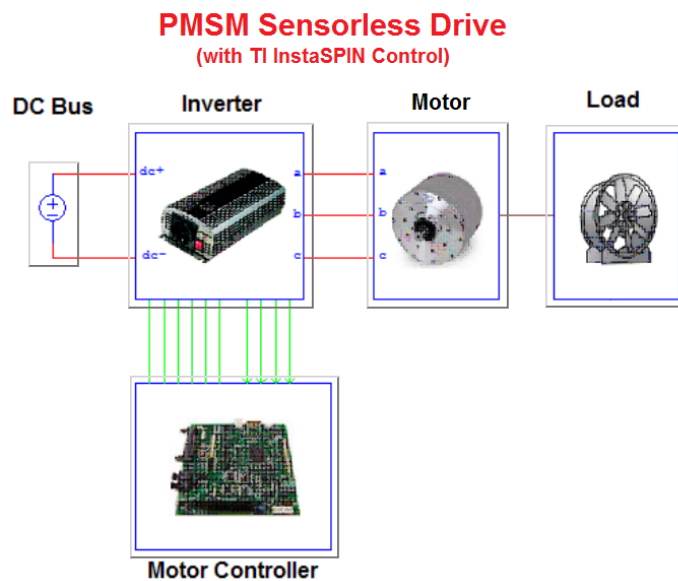 PMSM Sensorless Drive
(with TI InstaSPIN Control)
DC Bus
Inverter
Motor
Load
dc+
a
a
b
b
dc-
c
c
Motor Controller